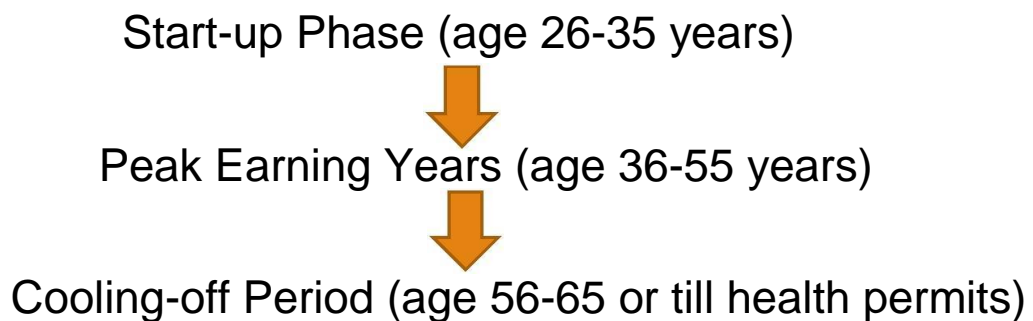 Start-up Phase (age 26-35 years)
Peak Earning Years (age 36-55 years)
Cooling-off Period (age 56-65 or till health permits)